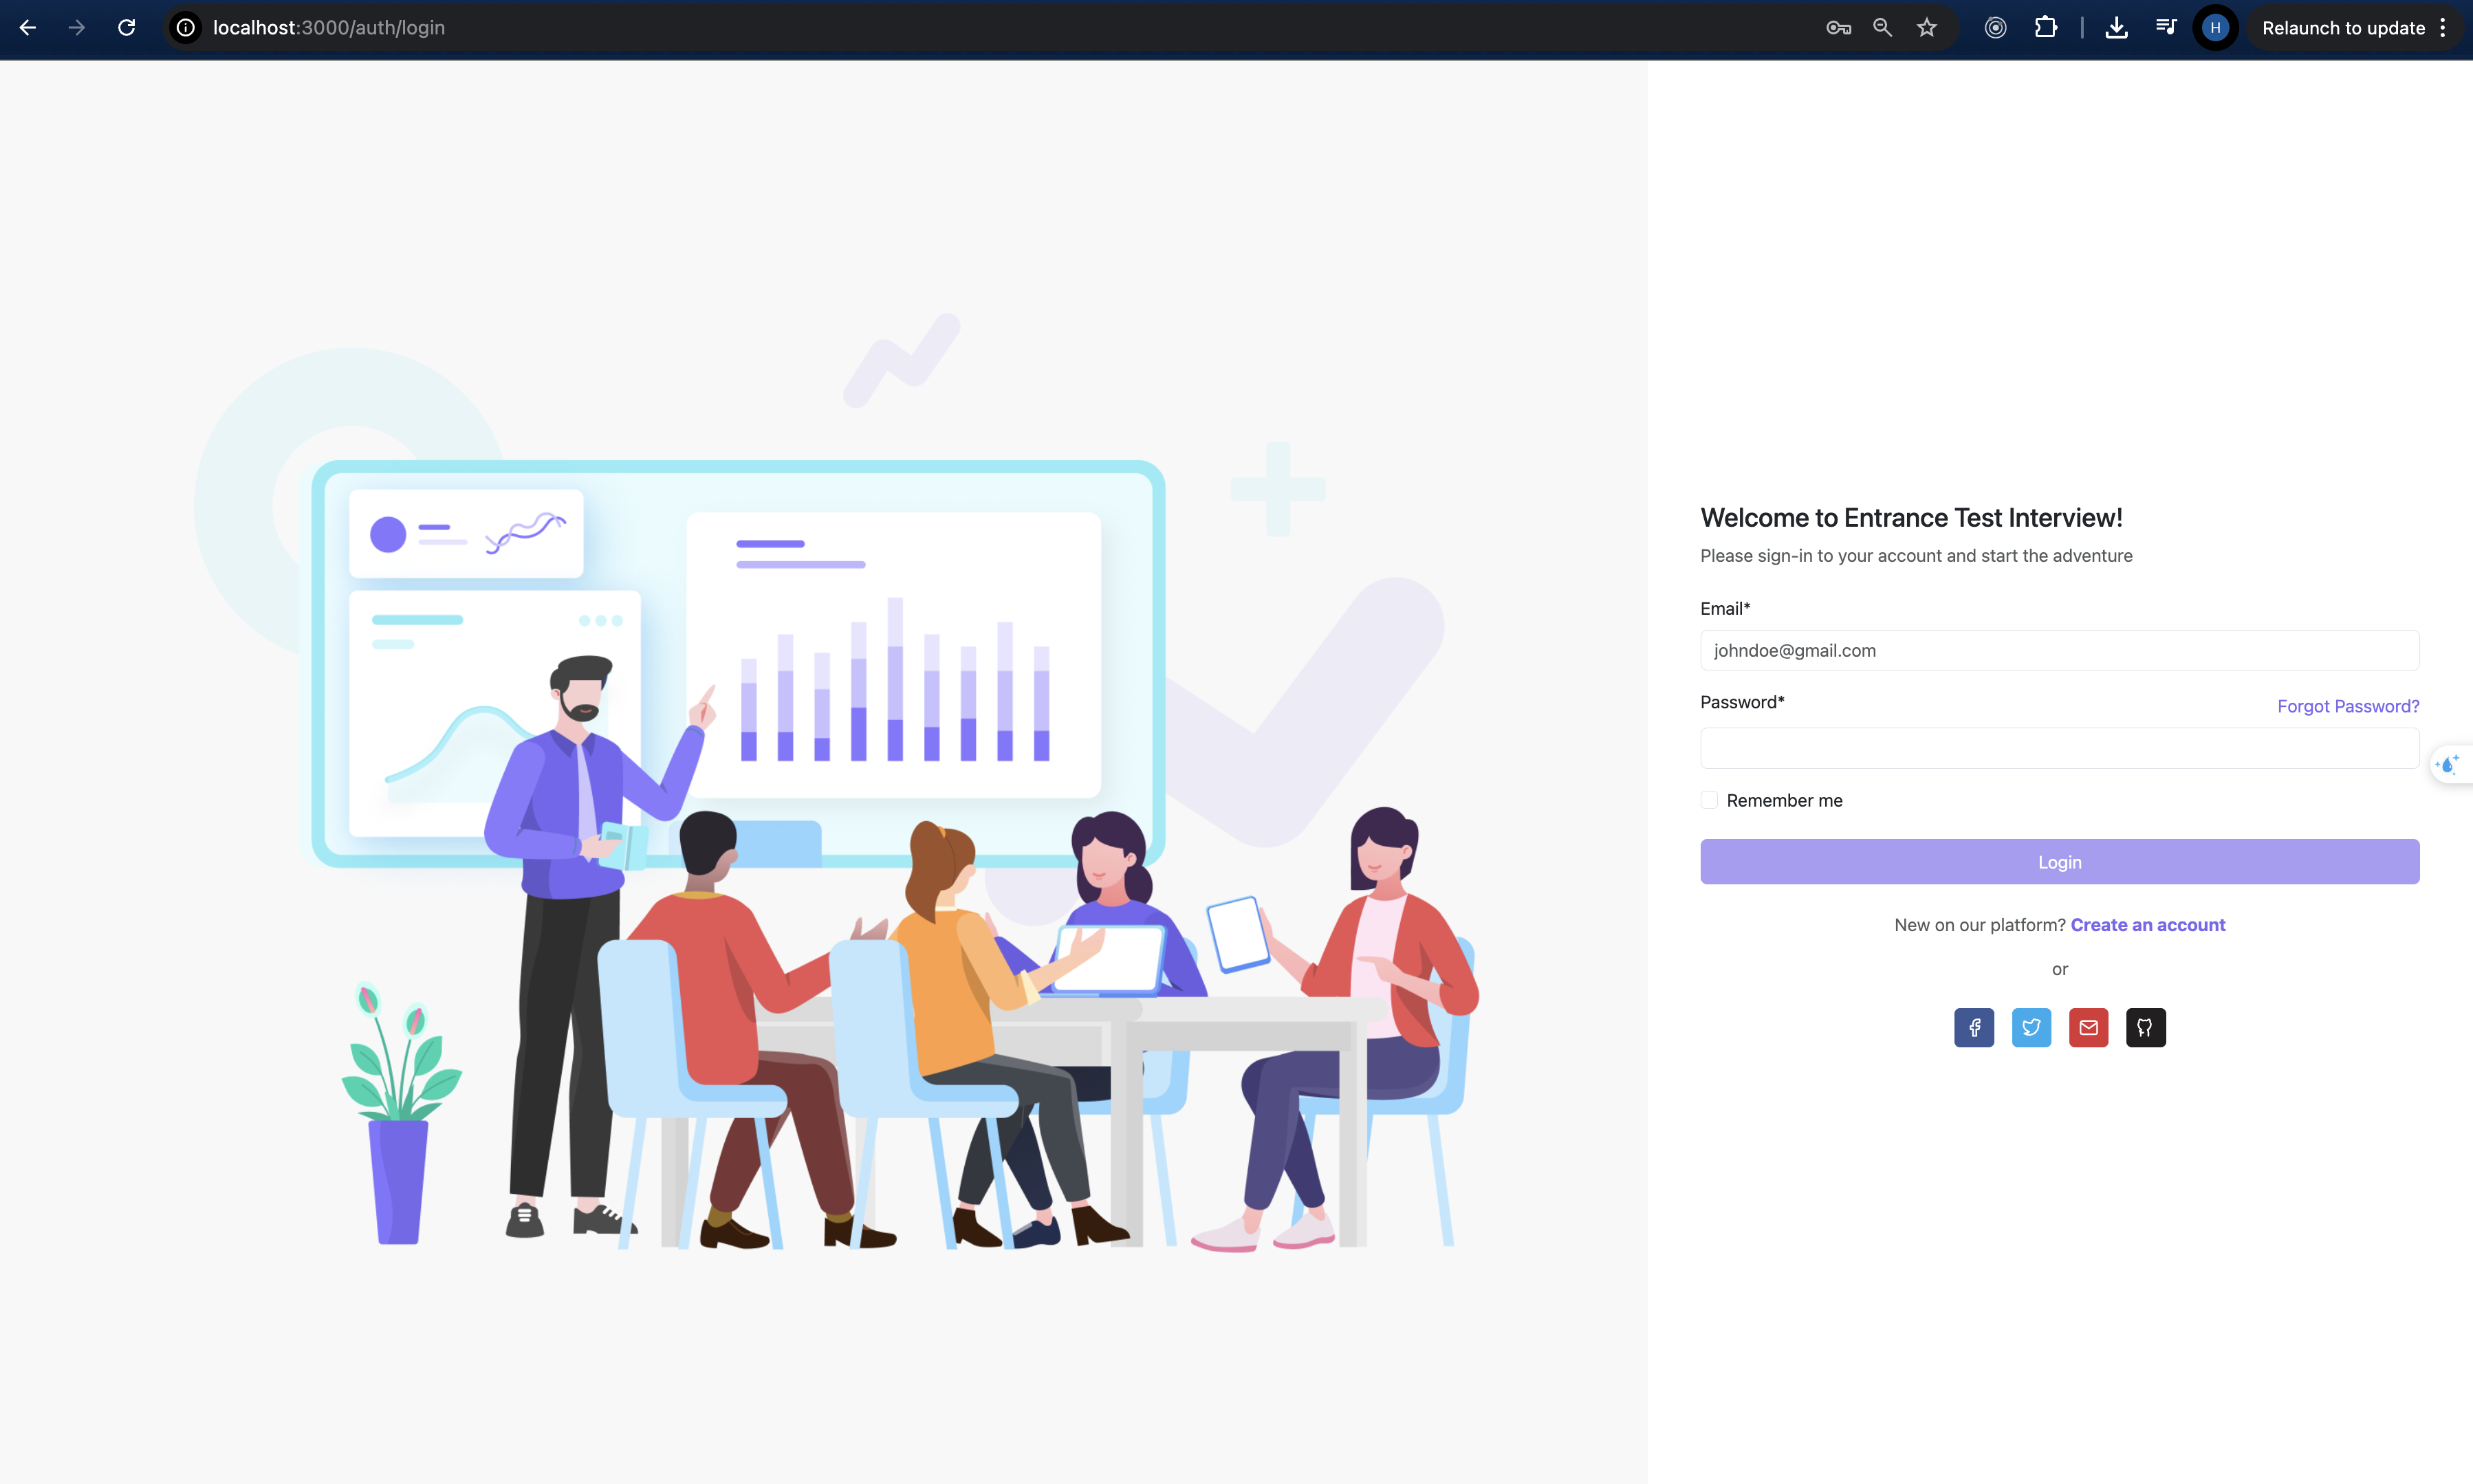 localhost:3000/auth/login
H
Relaunch to update
Welcome to Entrance Test Interview!
Please sign-in to your account and start the adventure
Email*
johndoe@gmail.com
Password*
Forgot Password?
Remember me
Login
New on our platform? Create an account
or